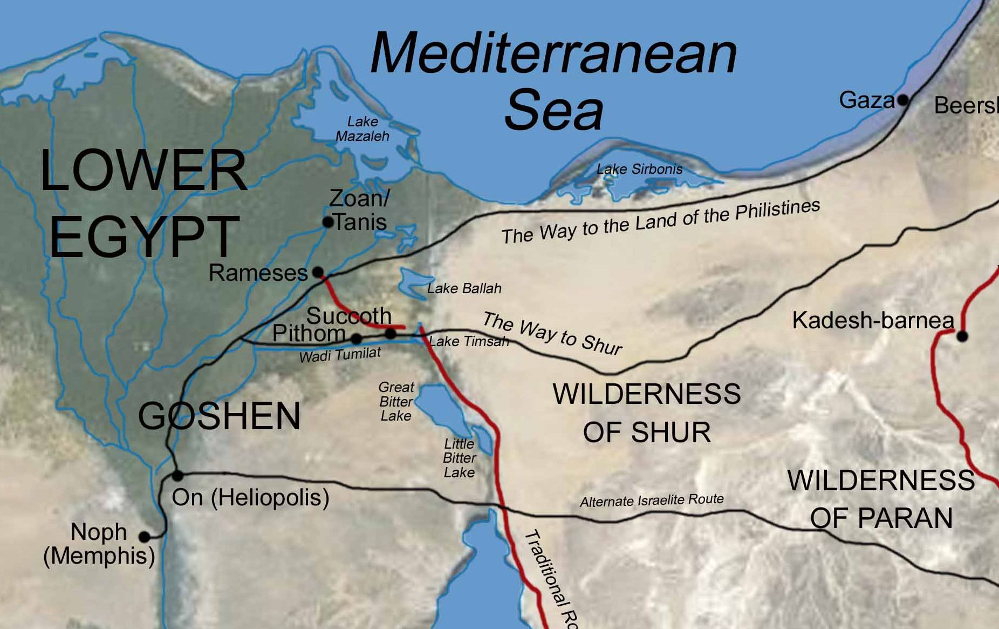 Mediterranean
Sea
Gaza
Beersh
Lake
Mazaleh
LOWER
EGYPT
Lake Sirbonis
Zoan/
Tanis
The Way to the Land of the Philistines
Rameses
Lake Ballah
Succoth
Pithom
The Way to Shur
Kadesh-barnea
Lake Timsah
Wadi Tumilat
Great
Bitter
Lake
WILDERNESS
OF SHUR
GOSHEN
Little
Bitter
Lake
WILDERNESS
OF PARAN
On (Heliopolis)
Alternate Israelite Route
Noph
(Memphis)
Traditional Ro